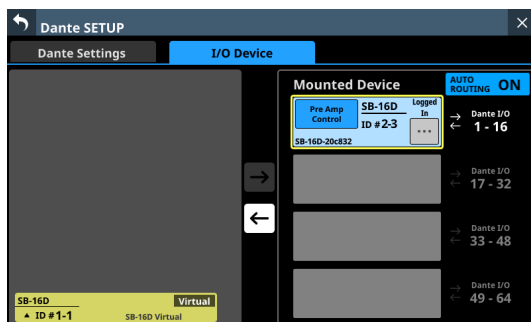 Dante SETUP
Dante Settings
I/O Device
Mounted Device
AUTO
ROUTING
ON
Pre Amp
Control
SB-16D
ID # 2-3
Logged
In
...
SB-16D-20c832
Dante I/O
1 - 16
Dante I/O
17 - 32
Dante I/O
33 - 48
Dante I/O
49 - 64
SB-16D
Virtual
ID # 1-1
SB-16D Virtual